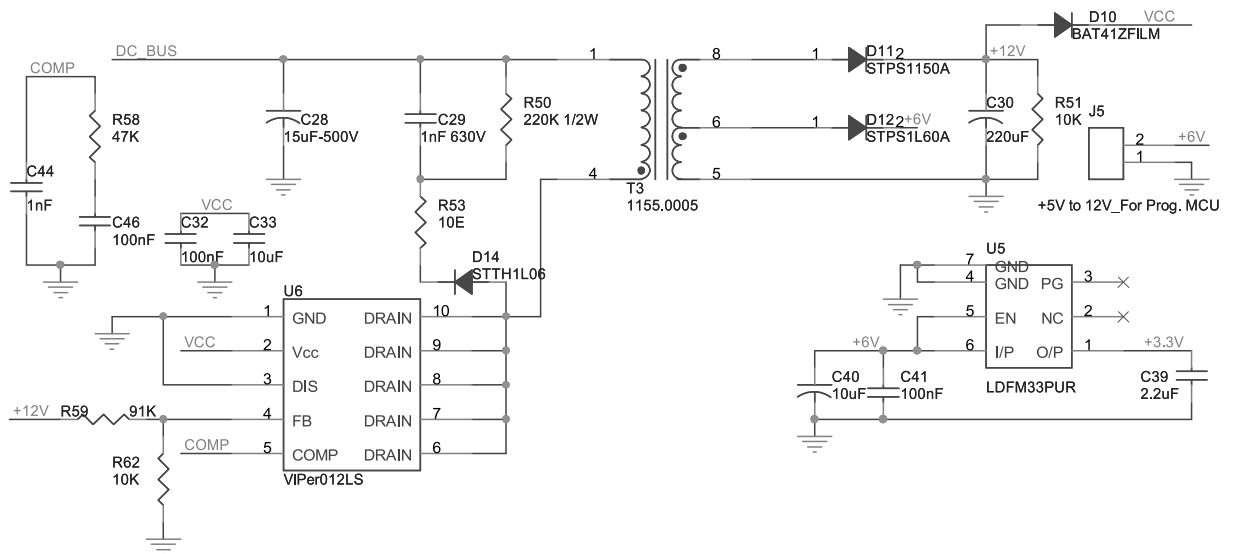 D10
VCC
BAT41ZFILM
DC_BUS
1
8
1
D11
2
+12V
STPS1150A
COMP
R58
47K
C28
15uF-500V
C29
1nF 630V
R50
220K 1/2W
6
1
D12
2
+6V
STPS1L60A
C30
220uF
R51
10K
J5
2
+6V
1
C44
1nF
4
5
T3
1155.0005
+5V to 12V_For Prog. MCU
C46
100nF
VCC
C32
100nF
C33
10uF
R53
10E
D14
STTH1L06
U6
1
GND
DRAIN
10
VCC
2
Vcc
DRAIN
9
3
DIS
DRAIN
8
+12V
R59
91K
4
FB
DRAIN
7
COMP
5
COMP
DRAIN
6
R62
10K
VIPer012LS
U5
7
GND
4
GND
PG
3
5
EN
NC
2
+6V
6
I/P
O/P
1
+3.3V
LDFM33PUR
C40
10uF
C41
100nF
C39
2.2uF